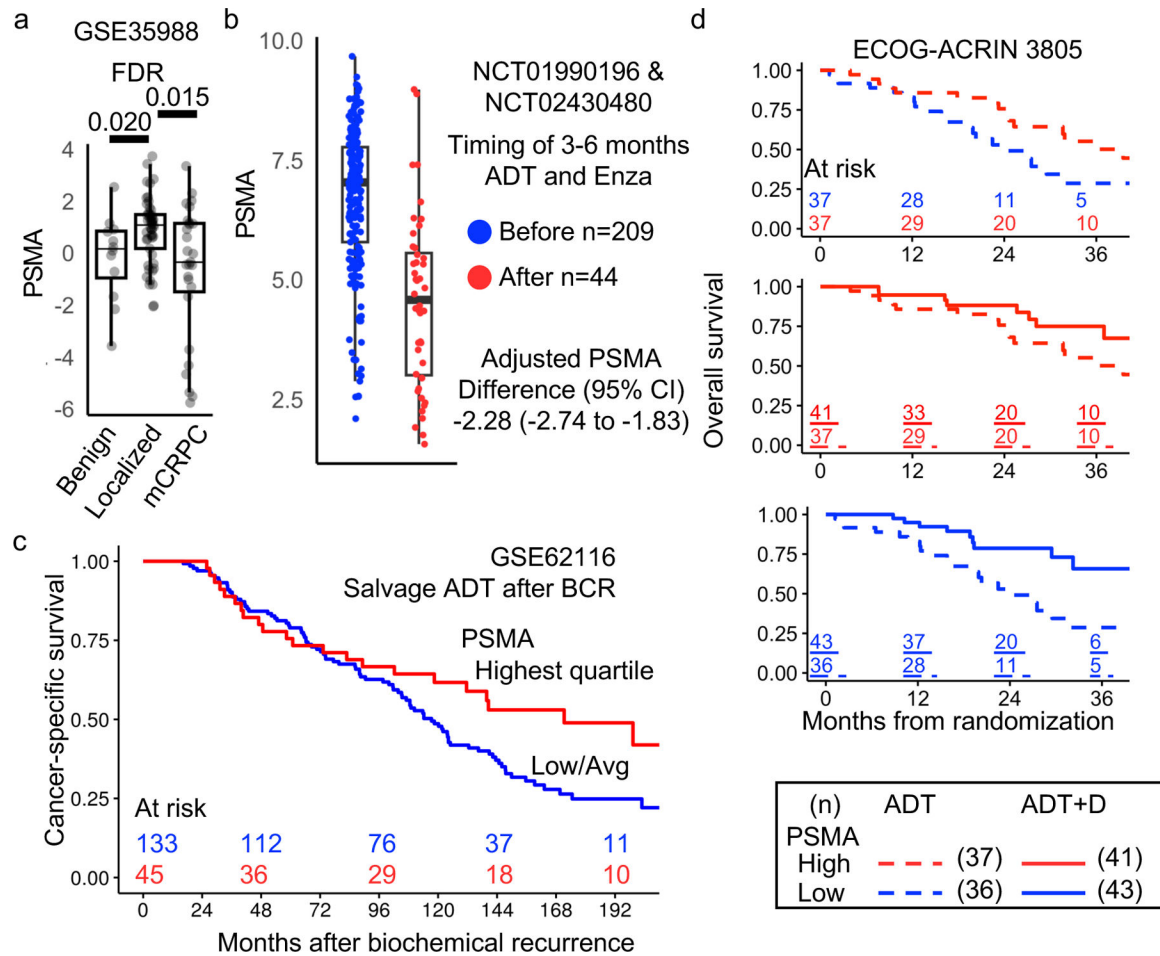 a
GSE35988
FDR
0.015
0.020
PSMA
4
2
0
-2
-4
-6
Benign
Localized
mCRPC
b
PSMA
10.0
7.5
5.0
2.5
NCT01990196 &
NCT02430480
Timing of 3-6 months
ADT and Enza
Before n=209
After n=44
Adjusted PSMA
Difference (95% CI)
-2.28 (-2.74 to -1.83)
c
GSE62116
Salvage ADT after BCR
PSMA
Highest quartile
Low/Avg
Cancer-specific survival
1.00
0.75
0.50
0.25
0.00
At risk
133 112 76 37 11
45 36 29 18 10
0 24 48 72 96 120 144 168 192
Months after biochemical recurrence
d
ECOG-ACRIN 3805
Overall survival
1.00
0.75
0.50
0.25
0.00
At risk
37 28 11 5
37 29 20 10
0 12 24 36
1.00
0.75
0.50
0.25
0.00
41 33 20 10
37 29 20 10
0 12 24 36
1.00
0.75
0.50
0.25
0.00
43 37 20 6
36 28 11 5
0 12 24 36
Months from randomization
(n) ADT ADT+D
PSMA
High (37) (41)
Low (36) (43)